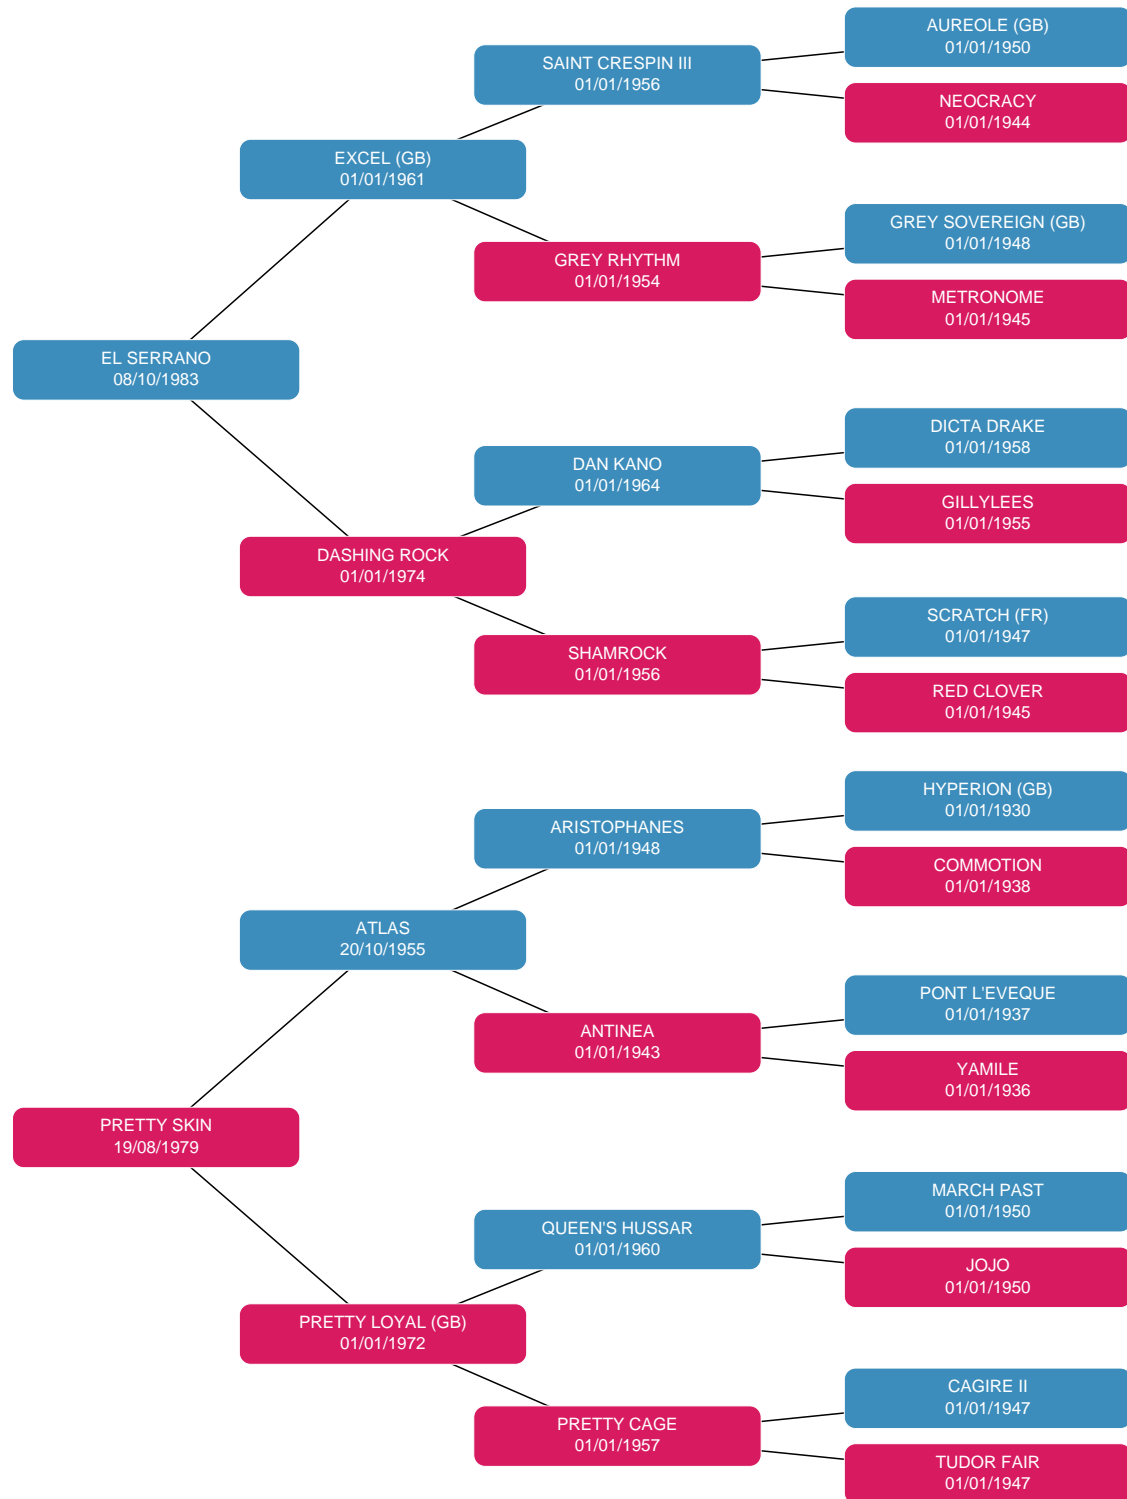 AUREOLE (GB)
01/01/1950
SAINT CRESPIN III
01/01/1956
NEOCRACY
01/01/1944
EXCEL (GB)
01/01/1961
GREY SOVEREIGN (GB)
01/01/1948
GREY RHYTHM
01/01/1954
METRONOME
01/01/1945
EL SERRANO
08/10/1983
DICTA DRAKE
01/01/1958
DAN KANO
01/01/1964
GILLYLEES
01/01/1955
DASHING ROCK
01/01/1974
SCRATCH (FR)
01/01/1947
SHAMROCK
01/01/1956
RED CLOVER
01/01/1945
HYPERION (GB)
01/01/1930
ARISTOPHANES
01/01/1948
COMMOTION
01/01/1938
ATLAS
20/10/1955
PONT L'EVEQUE
01/01/1937
ANTINEA
01/01/1943
YAMILE
01/01/1936
PRETTY SKIN
19/08/1979
MARCH PAST
01/01/1950
QUEEN'S HUSSAR
01/01/1960
JOJO
01/01/1950
PRETTY LOYAL (GB)
01/01/1972
CAGIRE II
01/01/1947
PRETTY CAGE
01/01/1957
TUDOR FAIR
01/01/1947